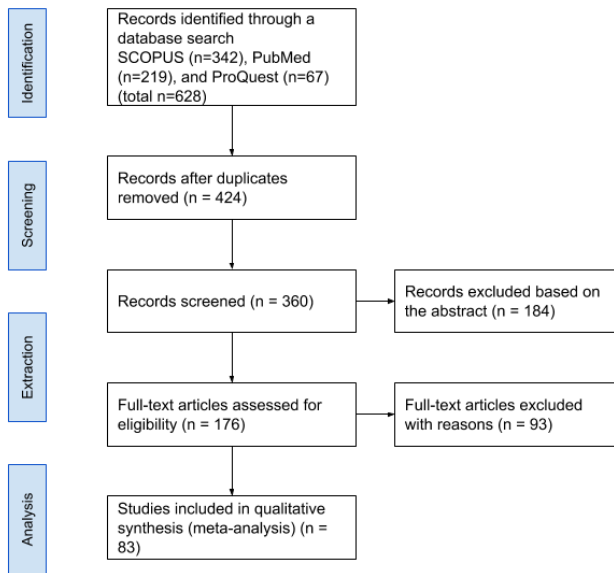 Identification
Records identified through a
database search
SCOPUS (n=342), PubMed
(n=219), and ProQuest (n=67)
(total n=628)
Screening
Records after duplicates
removed (n = 424)
Records screened (n = 360)
Records excluded based on
the abstract (n = 184)
Extraction
Full-text articles assessed for
eligibility (n = 176)
Full-text articles excluded
with reasons (n = 93)
Analysis
Studies included in qualitative
synthesis (meta-analysis) (n =
83)